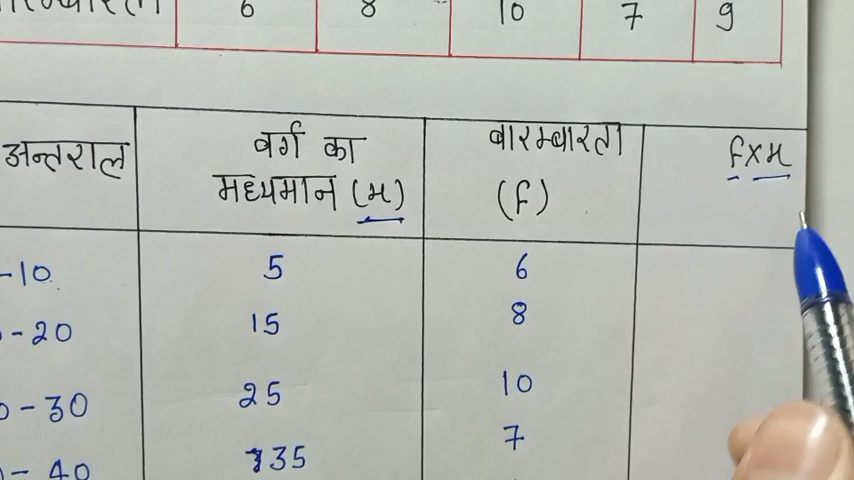 6 8 10 7 9
अन्तराल वर्ग का मध्यमान (म) बारम्बारता (f) f×म
-10 5 6
-20 15 8
-30 25 10
-40 35 7